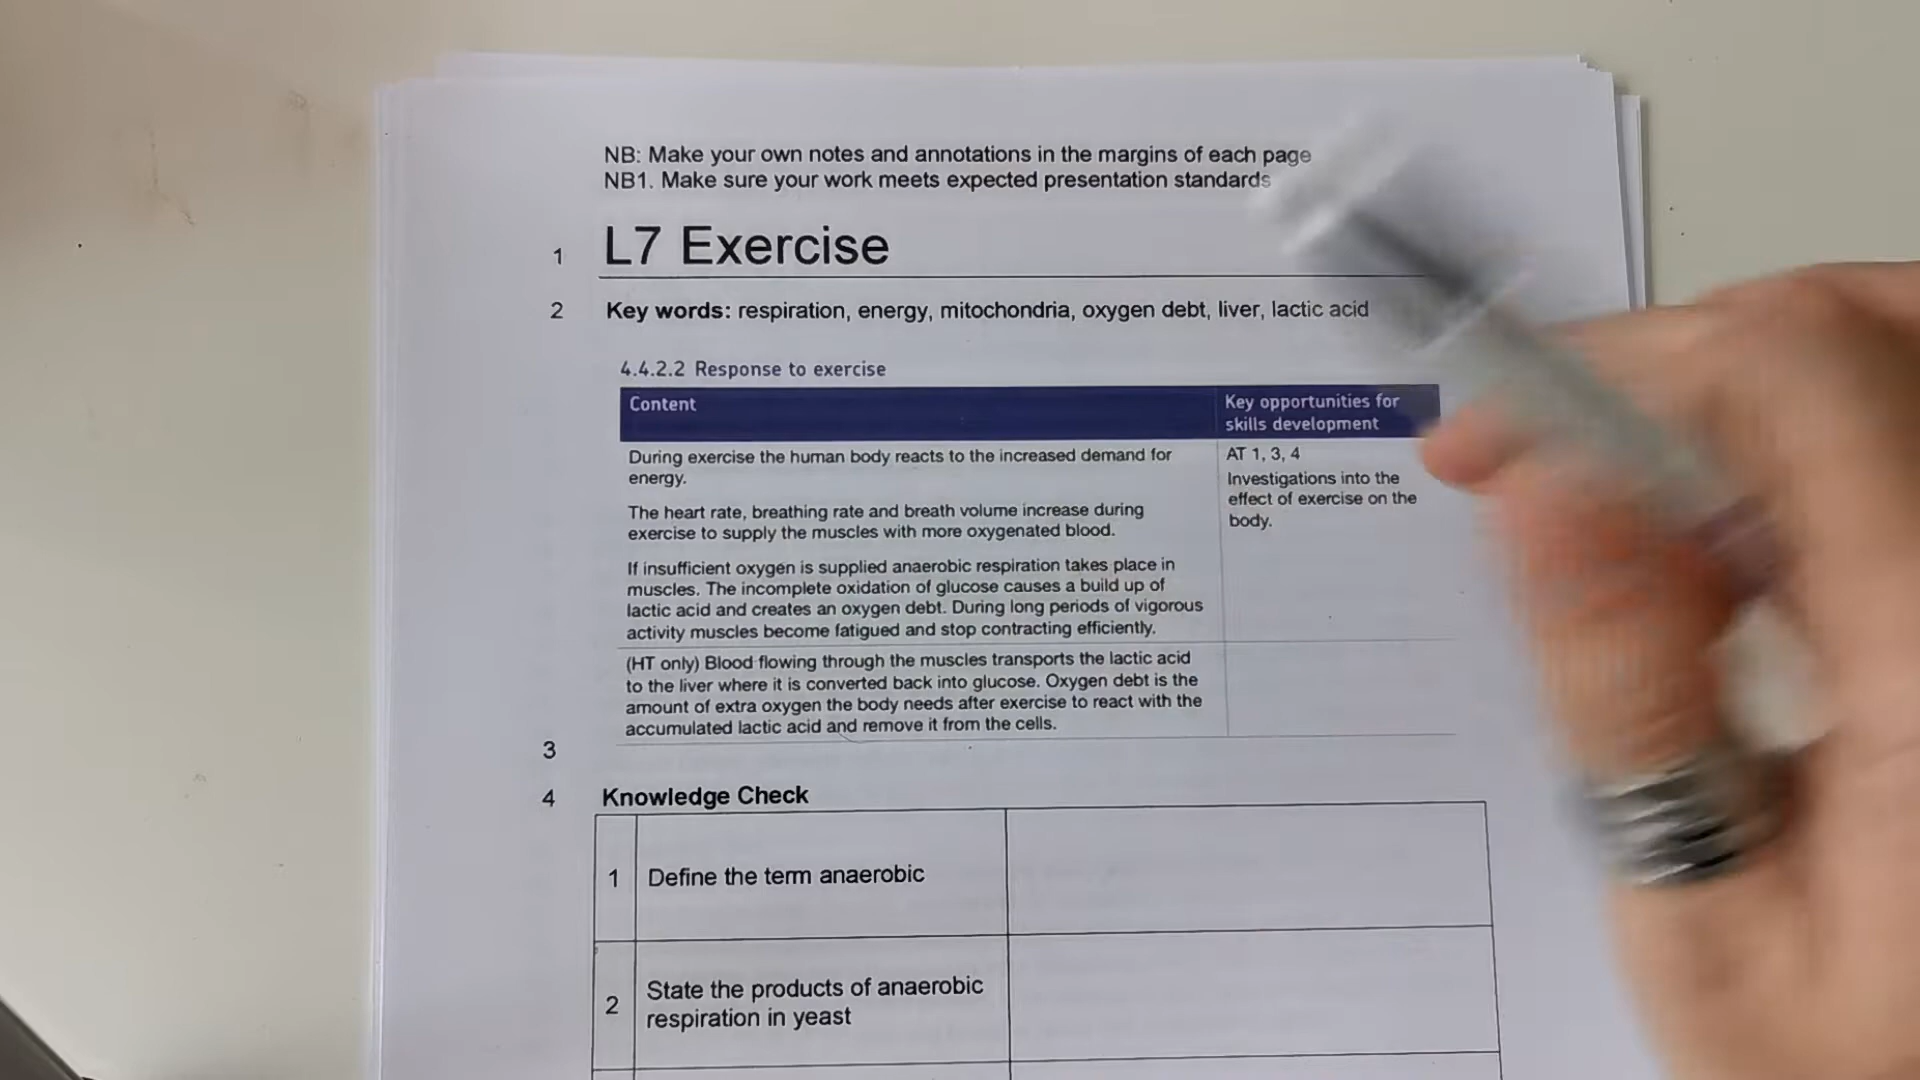 NB: Make your own notes and annotations in the margins of each page
NB1. Make sure your work meets expected presentation standards
1 L7 Exercise
2 Key words: respiration, energy, mitochondria, oxygen debt, liver, lactic acid
4.4.2.2 Response to exercise
Content
Key opportunities for
skills development
During exercise the human body reacts to the increased demand for
energy.
The heart rate, breathing rate and breath volume increase during
exercise to supply the muscles with more oxygenated blood.
If insufficient oxygen is supplied anaerobic respiration takes place in
muscles. The incomplete oxidation of glucose causes a build up of
lactic acid and creates an oxygen debt. During long periods of vigorous
activity muscles become fatigued and stop contracting efficiently.
AT 1, 3, 4
Investigations into the
effect of exercise on the
body.
(HT only) Blood flowing through the muscles transports the lactic acid
to the liver where it is converted back into glucose. Oxygen debt is the
amount of extra oxygen the body needs after exercise to react with the
accumulated lactic acid and remove it from the cells.
3
4 Knowledge Check
1 Define the term anaerobic
2 State the products of anaerobic
respiration in yeast